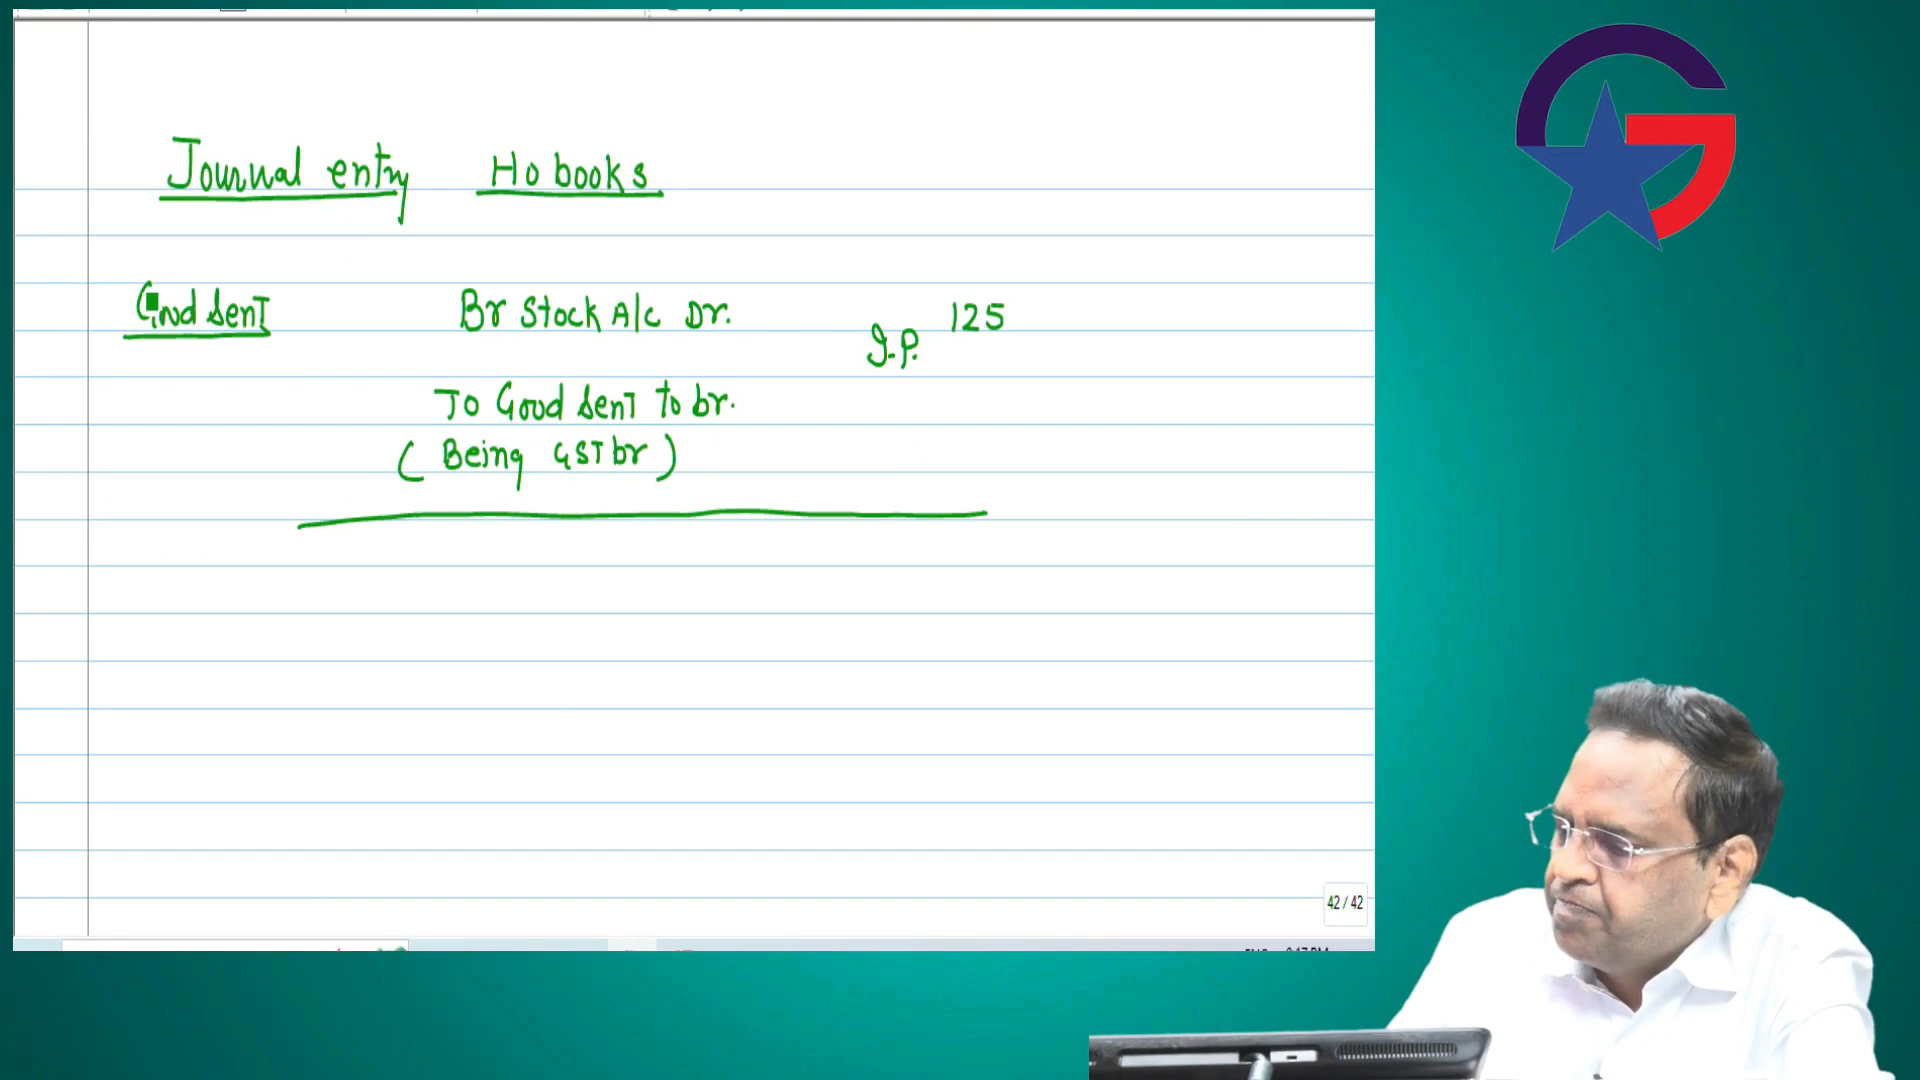 Journal entry Ho books
Good Sent Br Stock A/c Dr. 125
I.P.
To Good Sent to br.
( Being GST br )
42 / 42